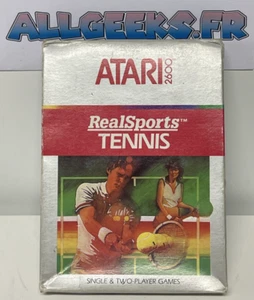 ALLGEEKS.FR
ATARI 2600
RealSports™
TENNIS
SINGLE & TWO-PLAYER GAMES